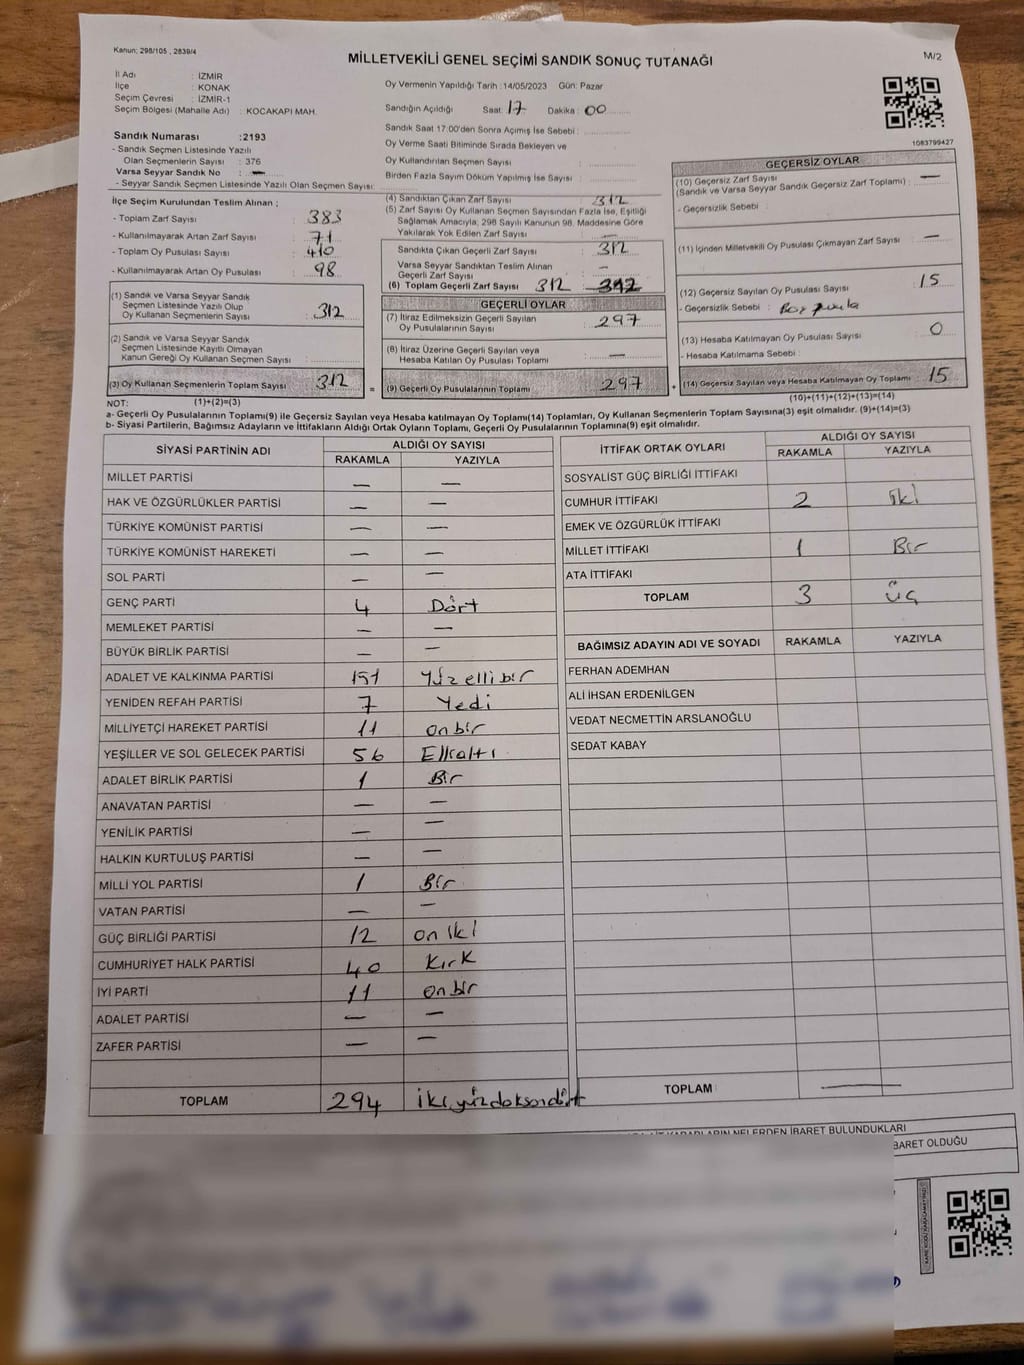 Kanun; 298/105 , 2839/4
MİLLETVEKİLİ GENEL SEÇİMİ SANDIK SONUÇ TUTANAĞI
M/2
İl Adı : İZMİR
İlçe : KONAK
Seçim Çevresi : İZMİR-1
Seçim Bölgesi (Mahalle Adı) : KOCAKAPI MAH.
Sandık Numarası : 2193
- Sandık Seçmen Listesinde Yazılı
Olan Seçmenlerin Sayısı : 376
Varsa Seyyar Sandık No : —
- Seyyar Sandık Seçmen Listesinde Yazılı Olan Seçmen Sayısı:
Oy Vermenin Yapıldığı Tarih : 14/05/2023 Gün: Pazar
Sandığın Açıldığı Saat: 17 Dakika : 00
Sandık Saat 17:00'den Sonra Açımış İse Sebebi :
Oy Verme Saati Bitiminde Sırada Bekleyen ve
Oy Kullandırılan Seçmen Sayısı :
Birden Fazla Sayım Döküm Yapılmış İse Sayısı :
1083799427
İlçe Seçim Kurulundan Teslim Alınan ;
- Toplam Zarf Sayısı : 383
- Kullanılmayarak Artan Zarf Sayısı : 71
- Toplam Oy Pusulası Sayısı : 410
- Kullanılmayarak Artan Oy Pusulası : 98
(1) Sandık ve Varsa Seyyar Sandık
Seçmen Listesinde Yazılı Olup
Oy Kullanan Seçmenlerin Sayısı : 312
(2) Sandık ve Varsa Seyyar Sandık
Seçmen Listesinde Kayıtlı Olmayan
Kanun Gereği Oy Kullanan Seçmen Sayısı :
(3) Oy Kullanan Seçmenlerin Toplam Sayısı : 312 =
(4) Sandıktan Çıkan Zarf Sayısı : 312
(5) Zarf Sayısı Oy Kullanan Seçmen Sayısından Fazla İse, Eşitliği
Sağlamak Amacıyla, 298 Sayılı Kanunun 98. Maddesine Göre
Yakılarak Yok Edilen Zarf Sayısı : —
Sandıkta Çıkan Geçerli Zarf Sayısı : 312
Varsa Seyyar Sandıktan Teslim Alınan
Geçerli Zarf Sayısı : —
(6) Toplam Geçerli Zarf Sayısı : 312 312
GEÇERLİ OYLAR
(7) İtiraz Edilmeksizin Geçerli Sayılan
Oy Pusulalarının Sayısı : 297
(8) İtiraz Üzerine Geçerli Sayılan veya
Hesaba Katılan Oy Pusulası Toplamı : —
(9) Geçerli Oy Pusulalarının Toplamı : 297 +
GEÇERSİZ OYLAR
(10) Geçersiz Zarf Sayısı
(Sandık ve Varsa Seyyar Sandık Geçersiz Zarf Toplamı) : —
- Geçersizlik Sebebi :
(11) İçinden Milletvekili Oy Pusulası Çıkmayan Zarf Sayısı : —
(12) Geçersiz Sayılan Oy Pusulası Sayısı : 15
- Geçersizlik Sebebi :
(13) Hesaba Katılmayan Oy Pusulası Sayısı : 0
- Hesaba Katılmama Sebebi :
(14) Geçersiz Sayılan veya Hesaba Katılmayan Oy Toplamı : 15
NOT: (1)+(2)=(3)
(10)+(11)+(12)+(13)=(14)
a- Geçerli Oy Pusulalarının Toplamı(9) ile Geçersiz Sayılan veya Hesaba katılmayan Oy Toplamı(14) Toplamları, Oy Kullanan Seçmenlerin Toplam Sayısına(3) eşit olmalıdır. (9)+(14)=(3)
b- Siyasi Partilerin, Bağımsız Adayların ve İttifakların Aldığı Ortak Oyların Toplamı, Geçerli Oy Pusulalarının Toplamına(9) eşit olmalıdır.
SİYASİ PARTİNİN ADI ALDIĞI OY SAYISI
RAKAMLA YAZIYLA
MİLLET PARTİSİ — —
HAK VE ÖZGÜRLÜKLER PARTİSİ — —
TÜRKİYE KOMÜNİST PARTİSİ — —
TÜRKİYE KOMÜNİST HAREKETİ — —
SOL PARTİ — —
GENÇ PARTİ 4 Dört
MEMLEKET PARTİSİ — —
BÜYÜK BİRLİK PARTİSİ — —
ADALET VE KALKINMA PARTİSİ 151 Yüzellibir
YENİDEN REFAH PARTİSİ 7 Yedi
MİLLİYETÇİ HAREKET PARTİSİ 11 onbir
YEŞİLLER VE SOL GELECEK PARTİSİ 56 Ellialtı
ADALET BİRLİK PARTİSİ 1 Bir
ANAVATAN PARTİSİ — —
YENİLİK PARTİSİ — —
HALKIN KURTULUŞ PARTİSİ — —
MİLLİ YOL PARTİSİ 1 Bir
VATAN PARTİSİ — —
GÜÇ BİRLİĞİ PARTİSİ 12 on iki
CUMHURİYET HALK PARTİSİ 40 Kırk
İYİ PARTİ 11 onbir
ADALET PARTİSİ — —
ZAFER PARTİSİ — —
TOPLAM 294 ikiyüzdoksandört
İTTİFAK ORTAK OYLARI ALDIĞI OY SAYISI
RAKAMLA YAZIYLA
SOSYALİST GÜÇ BİRLİĞİ İTTİFAKI
CUMHUR İTTİFAKI 2 iki
EMEK VE ÖZGÜRLÜK İTTİFAKI
MİLLET İTTİFAKI 1 Bir
ATA İTTİFAKI
TOPLAM 3 üç
BAĞIMSIZ ADAYIN ADI VE SOYADI RAKAMLA YAZIYLA
FERHAN ADEMHAN
ALİ İHSAN ERDENİLGEN
VEDAT NECMETTİN ARSLANOĞLU
SEDAT KABAY
TOPLAM —
NELERDEN İBARET BULUNDUKLARI
BARET OLDUĞU